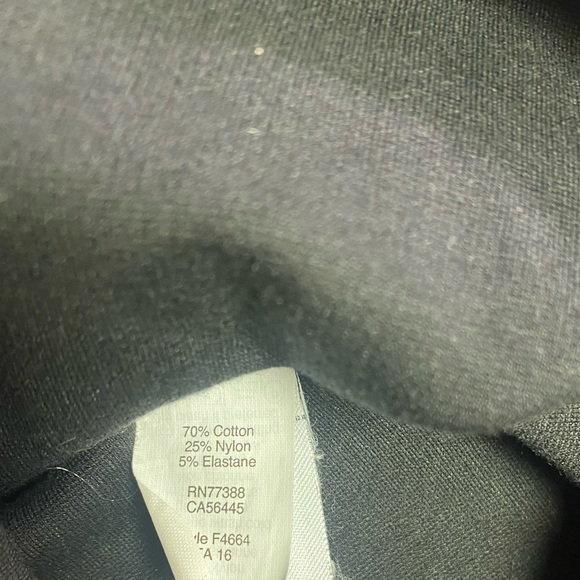 70% Cotton
25% Nylon
5% Elastane
RN77388
CA56445
le F4664
A 16